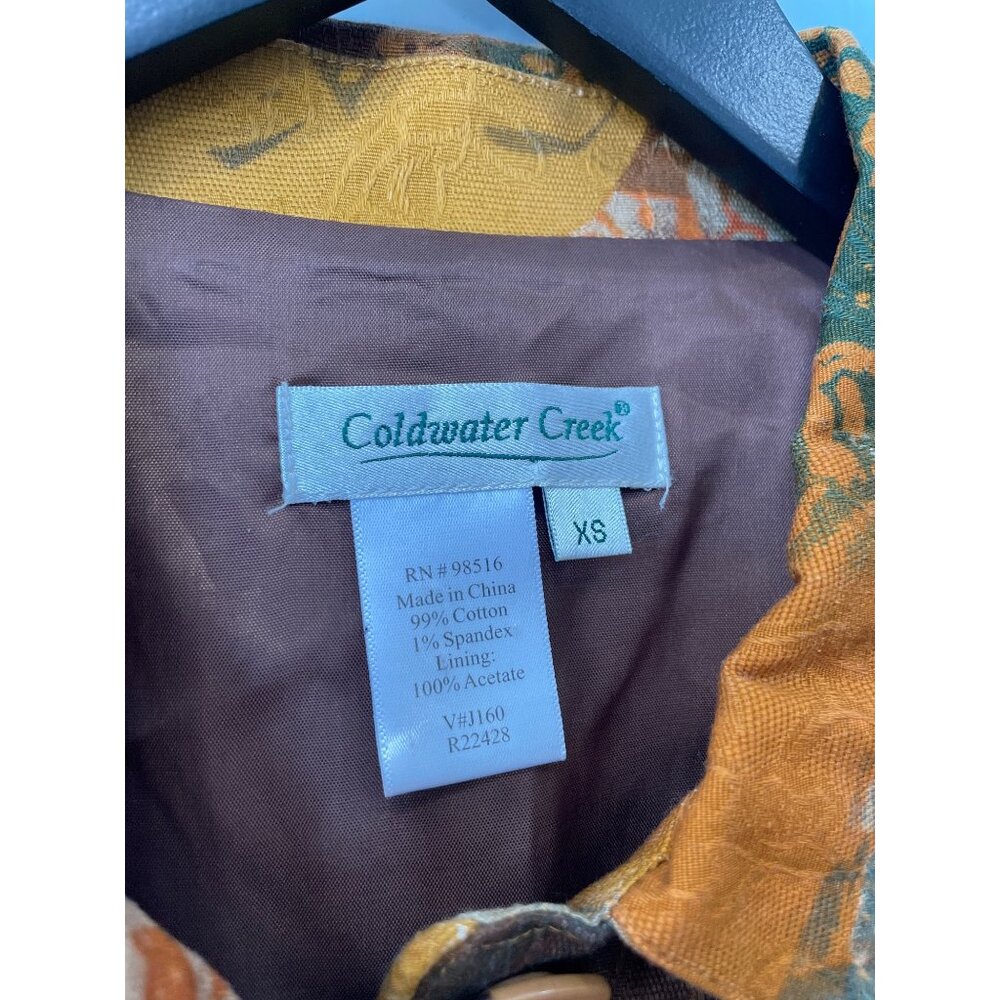 Coldwater Creek®
XS
RN # 98516
Made in China
99% Cotton
1% Spandex
Lining:
100% Acetate
V#J160
R22428